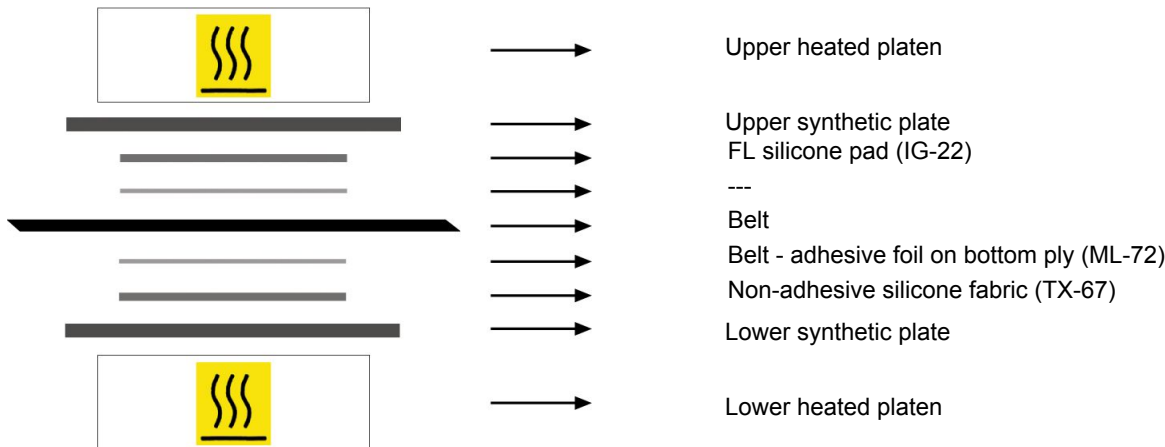 Upper heated platen
Upper synthetic plate
FL silicone pad (IG-22)
---
Belt
Belt - adhesive foil on bottom ply (ML-72)
Non-adhesive silicone fabric (TX-67)
Lower synthetic plate
Lower heated platen